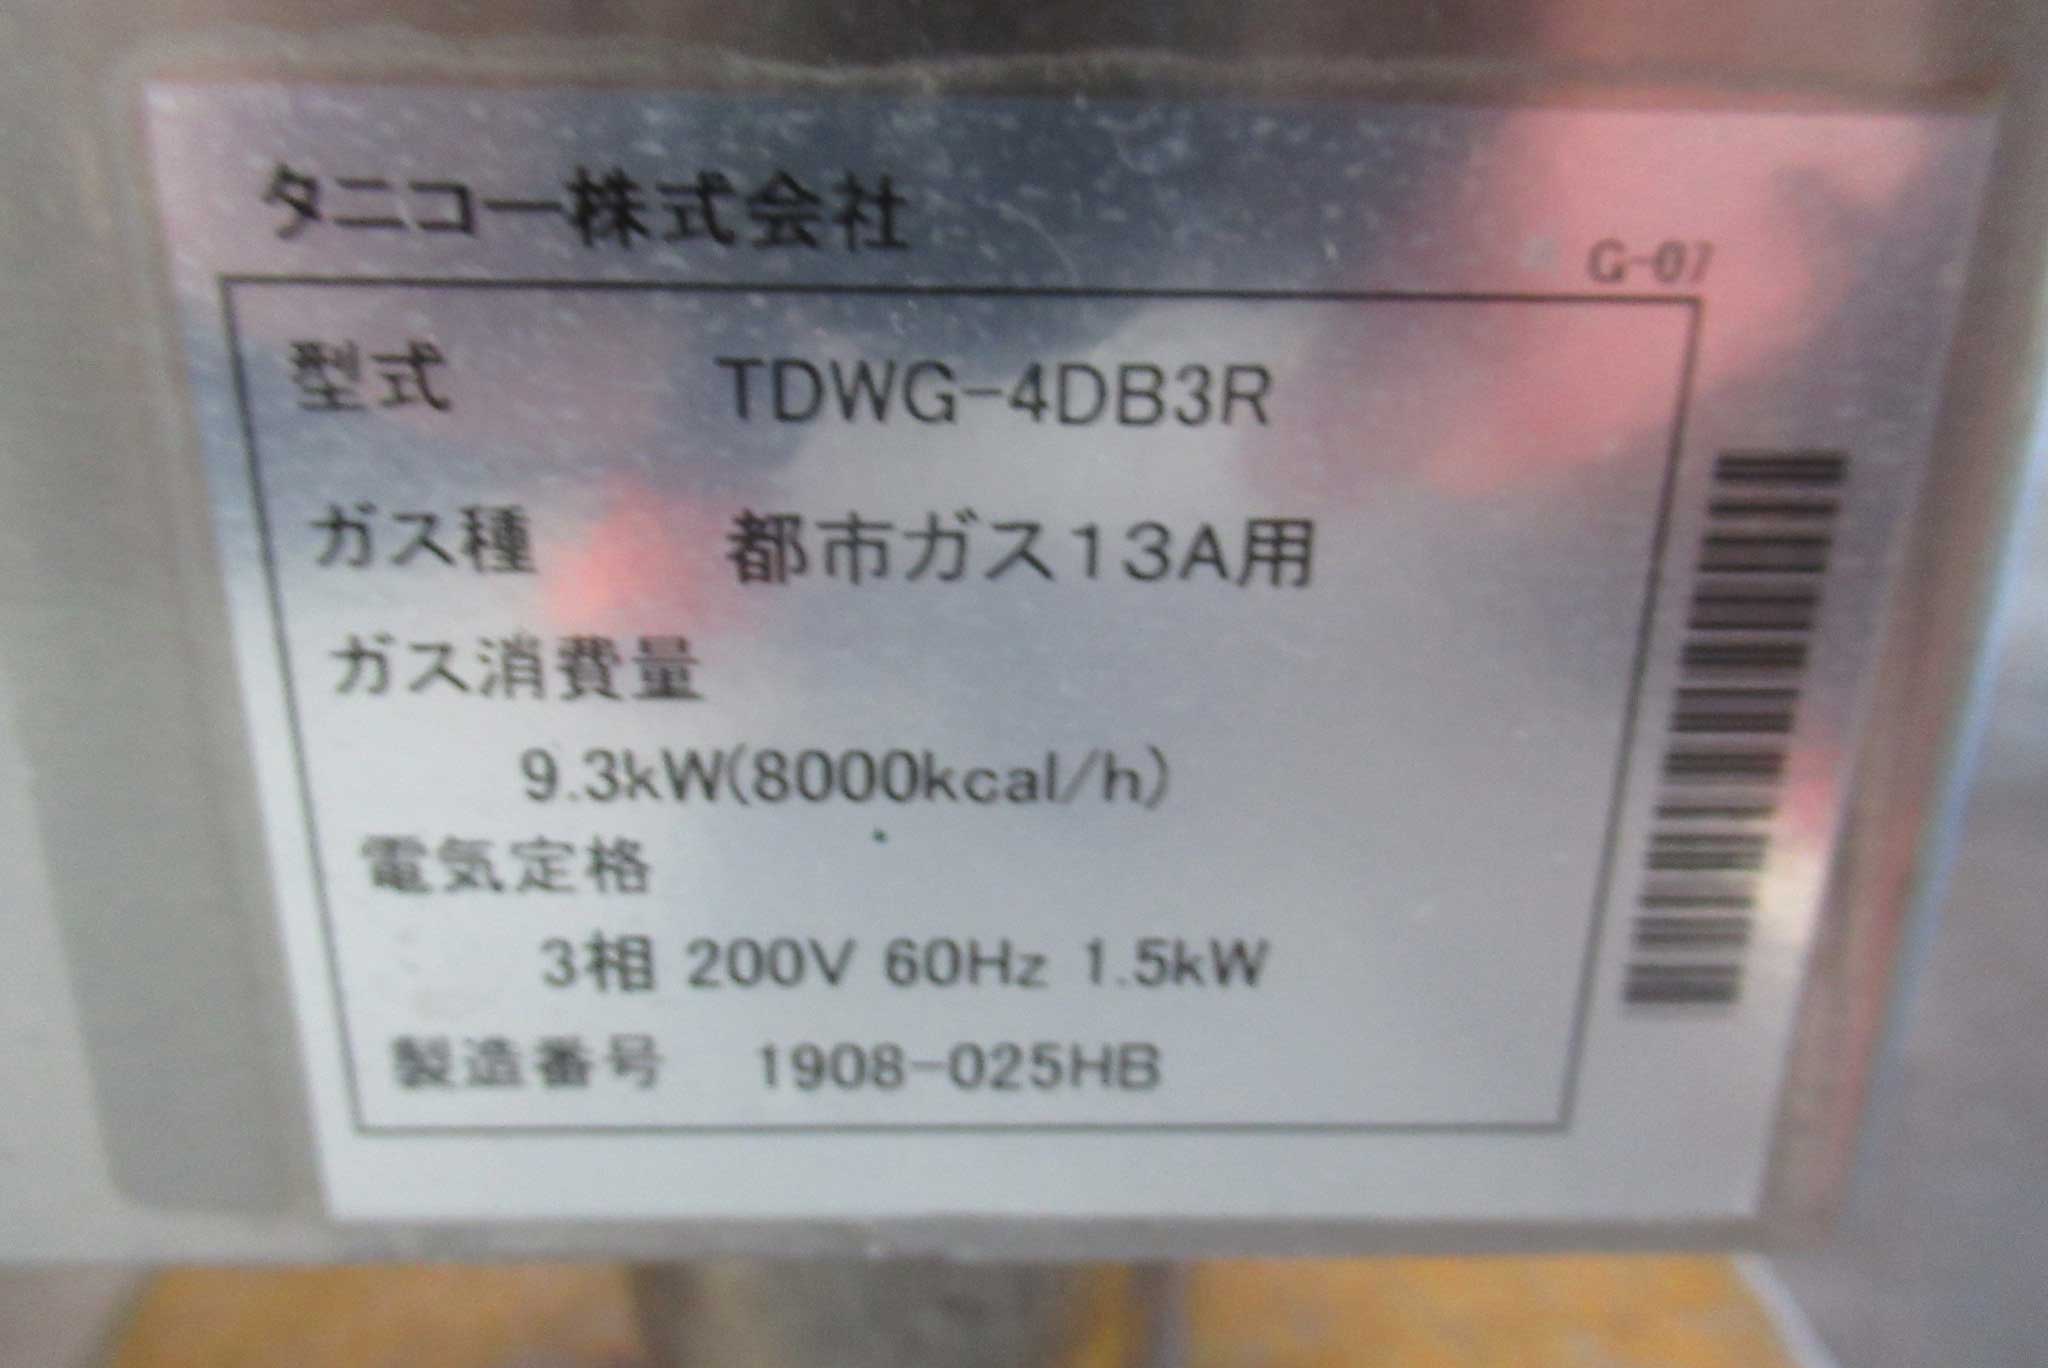 タニコー株式会社
G-07
型式 TDWG-4DB3R
ガス種 都市ガス13A用
ガス消費量
9.3kW(8000kcal/h)
電気定格
3相 200V 60Hz 1.5kW
製造番号 1908-025HB